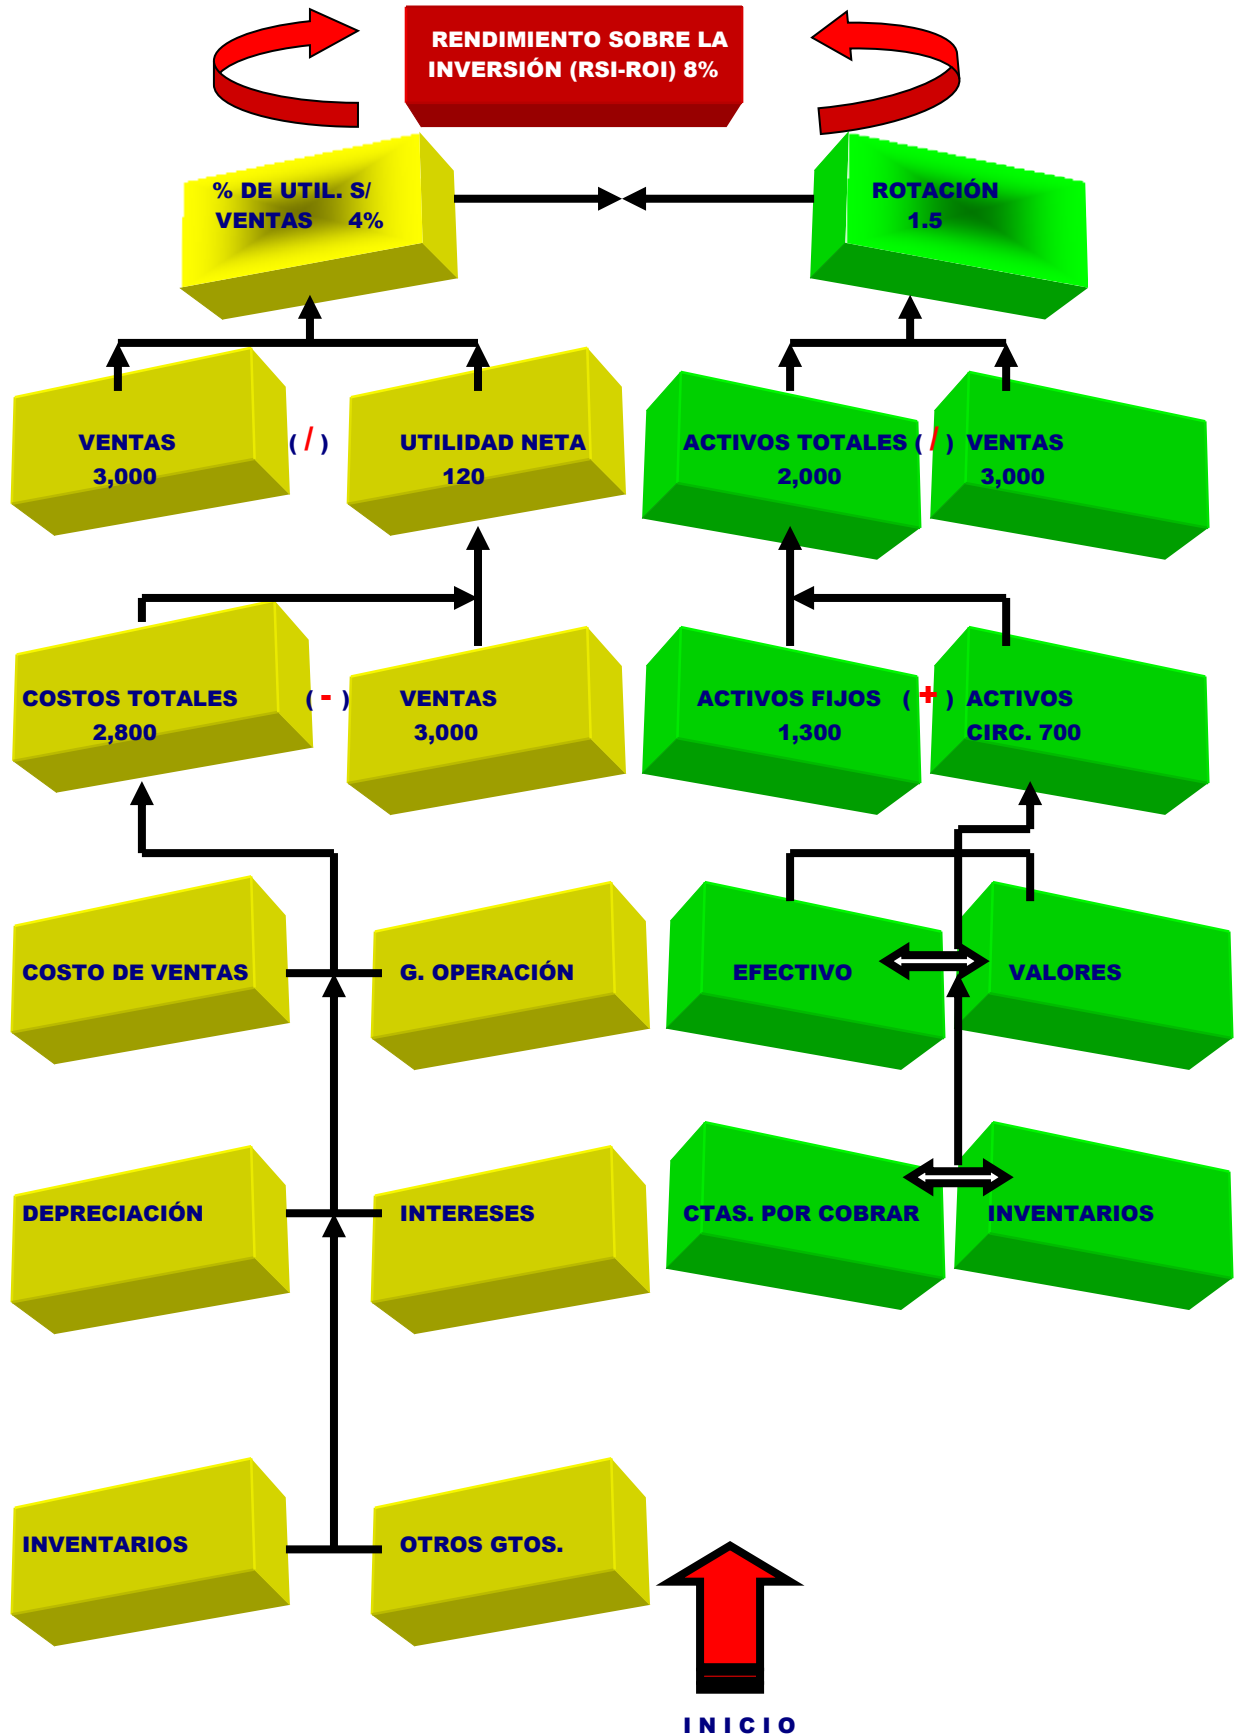 RENDIMIENTO SOBRE LA
INVERSIÓN (RSI-ROI) 8%
% DE UTIL. S/
VENTAS 4%
ROTACIÓN
1.5
VENTAS ( / ) UTILIDAD NETA ACTIVOS TOTALES ( / ) VENTAS
3,000 120 2,000 3,000
COSTOS TOTALES ( - ) VENTAS ACTIVOS FIJOS ( + ) ACTIVOS
2,800 3,000 1,300 CIRC. 700
COSTO DE VENTAS G. OPERACIÓN EFECTIVO VALORES
DEPRECIACIÓN INTERESES CTAS. POR COBRAR INVENTARIOS
INVENTARIOS OTROS GTOS.
I N I C I O